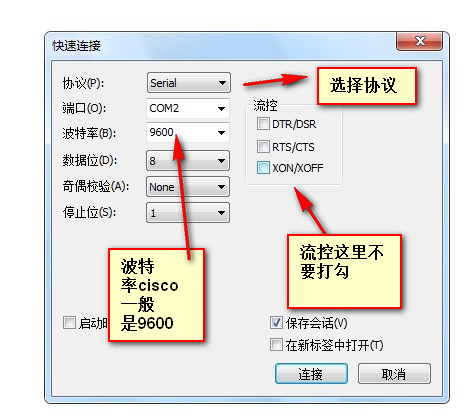 快速连接
协议(P):
Serial
选择协议
端口(O):
COM2
流控
波特率(B):
9600
DTR/DSR
数据位(D):
8
RTS/CTS
奇偶校验(A):
None
XON/XOFF
停止位(S):
1
波特
率cisco
一般
是9600
流控这里不
要打勾
启动
保存会话(V)
在新标签中打开(T)
连接
取消